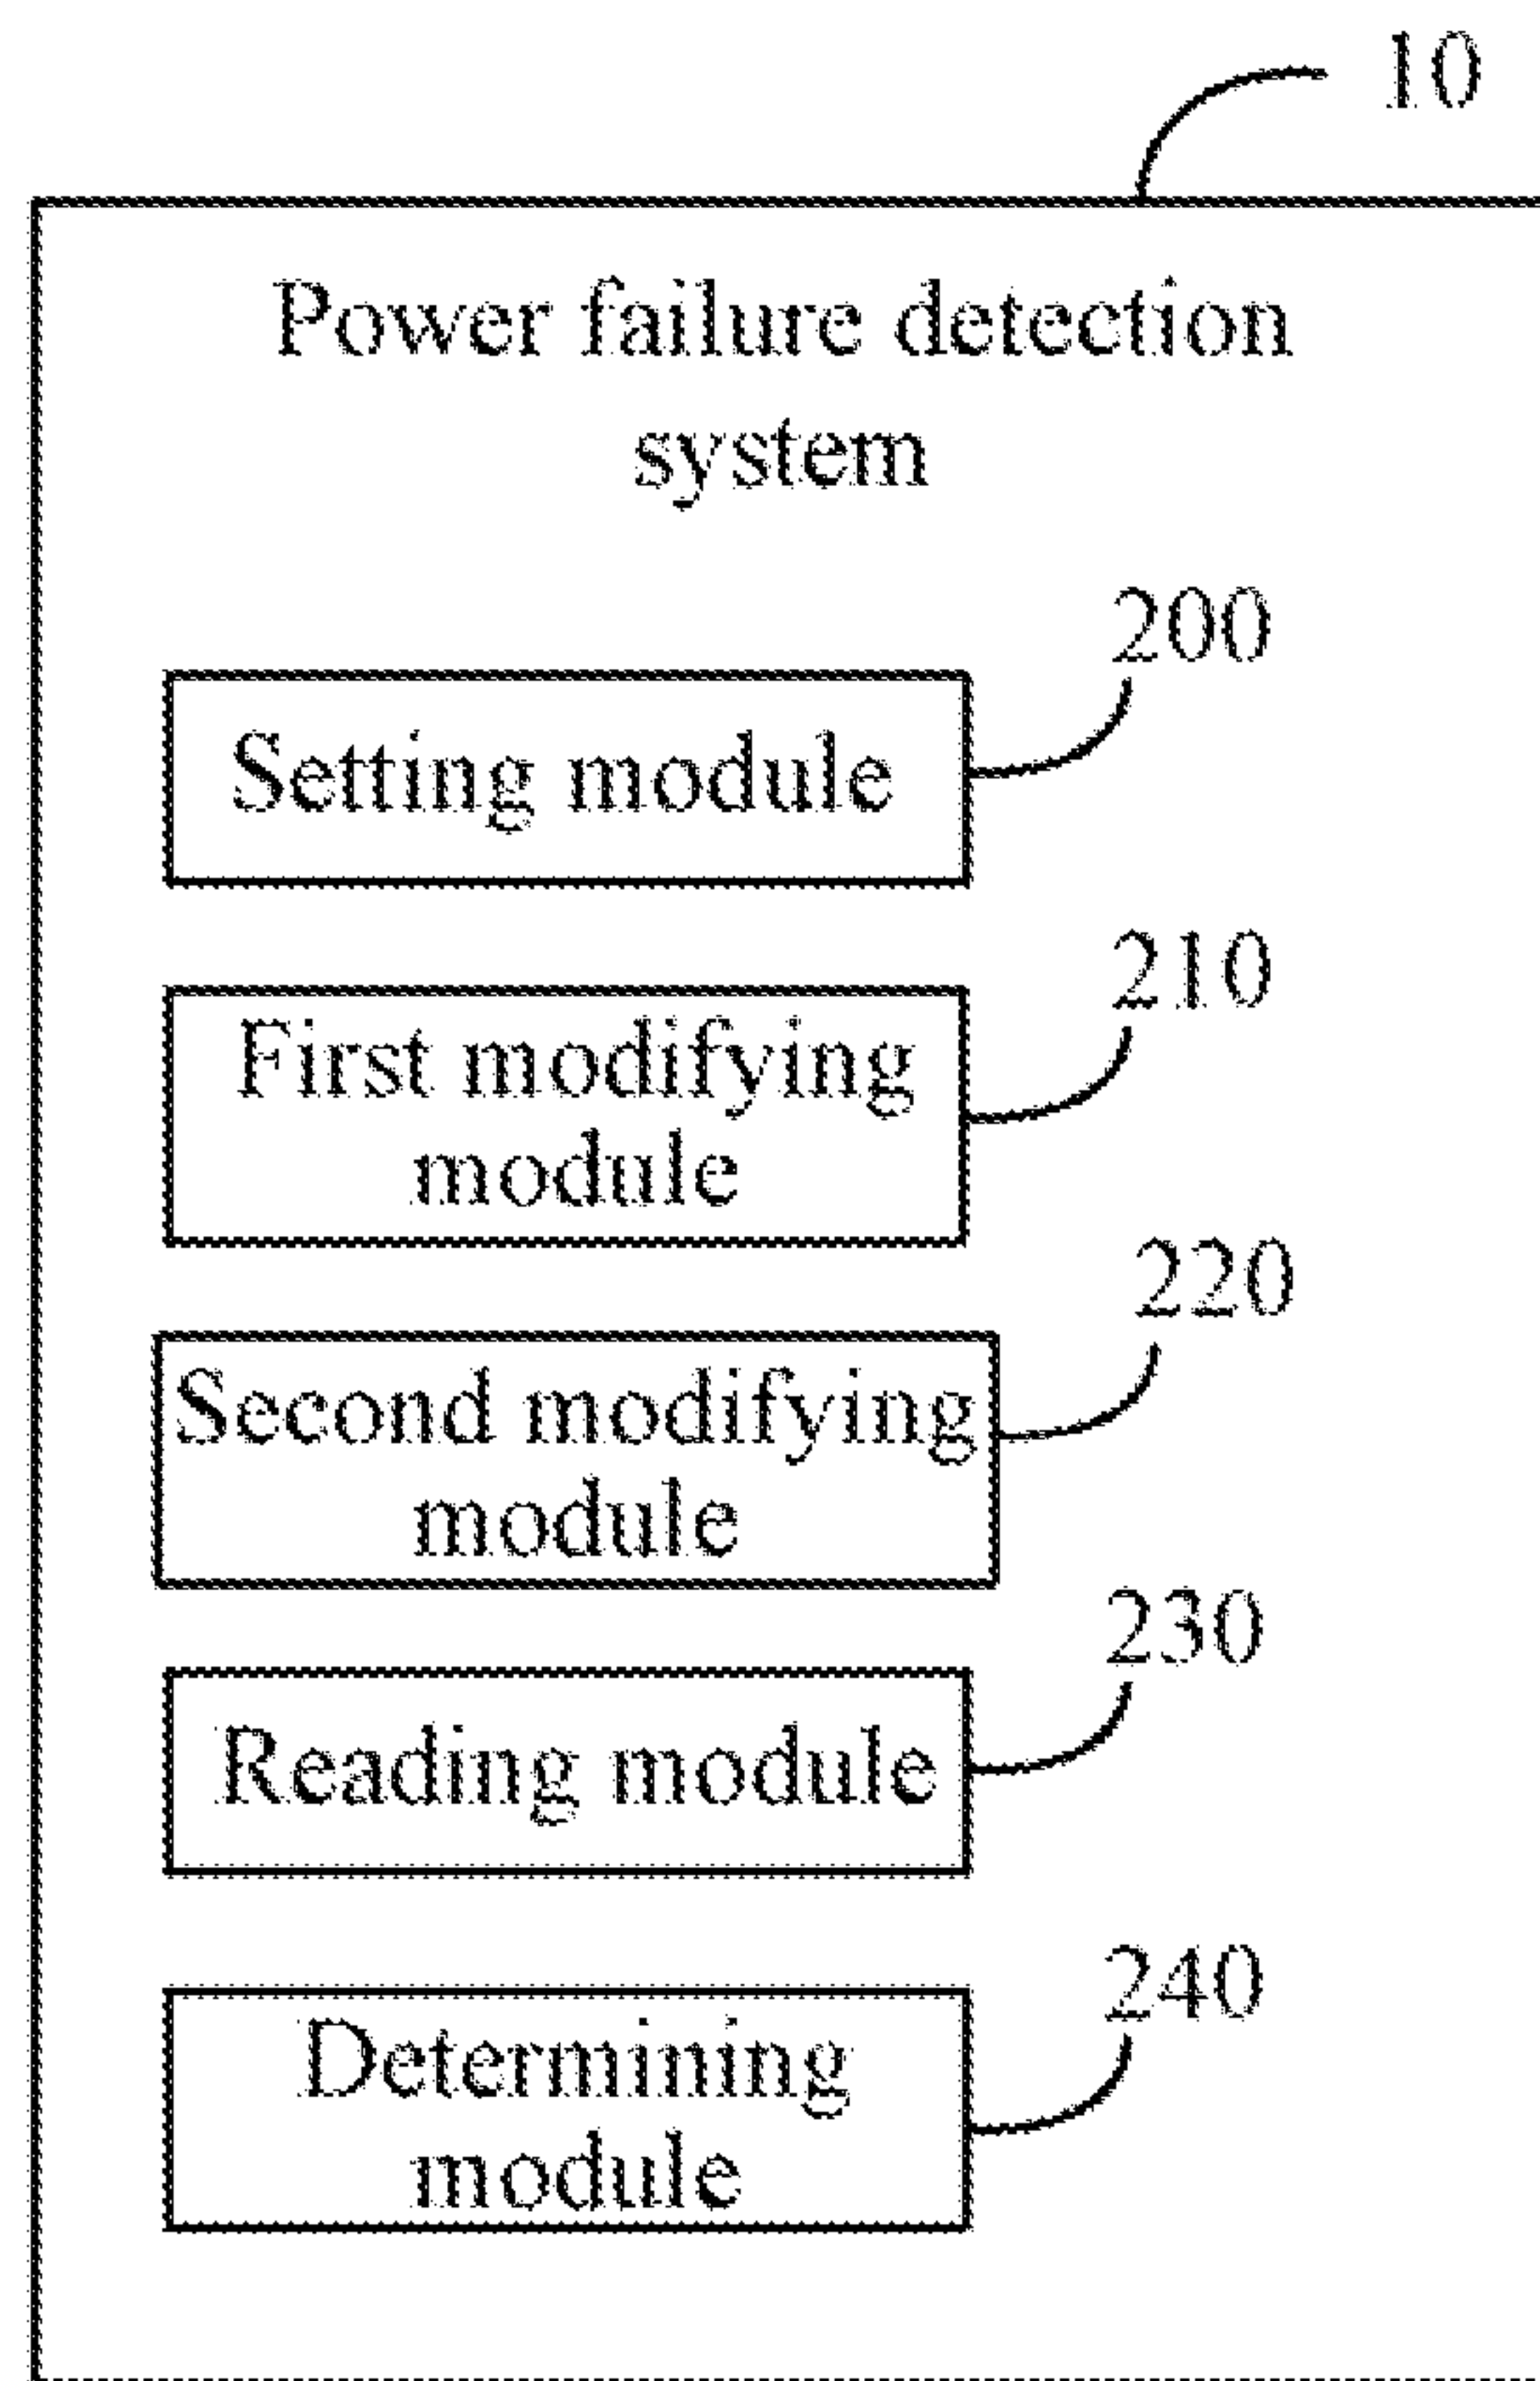 10
Power failure detection
system
200
Setting module
210
First modifying
module
220
Second modifying
module
230
Reading module
240
Determining
module